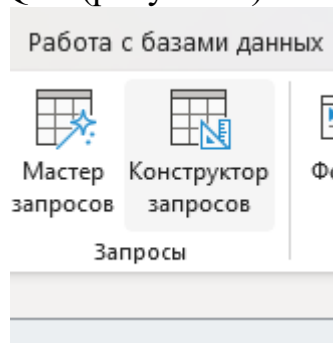 Работа с базами данных
Мастер запросов
Конструктор запросов
Запросы